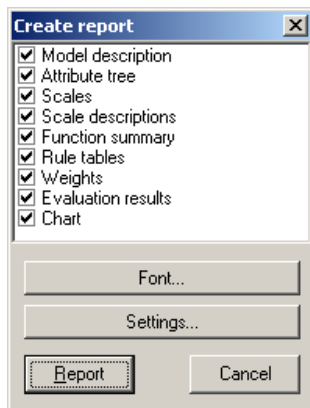 Create report
Model description
Attribute tree
Scales
Scale descriptions
Function summary
Rule tables
Weights
Evaluation results
Chart
Font...
Settings...
Report
Cancel